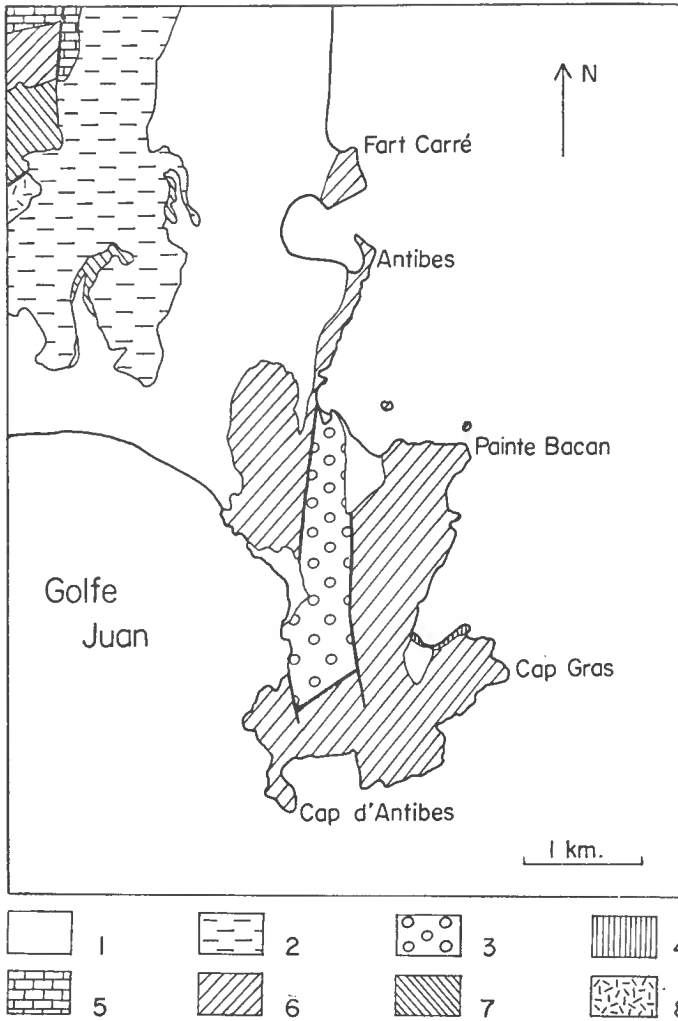 N
Fart Carré
Antibes
Painte Bacan
Golfe
Juan
Cap Gras
Cap d'Antibes
1 km.
1 2 3 4
5 6 7 8